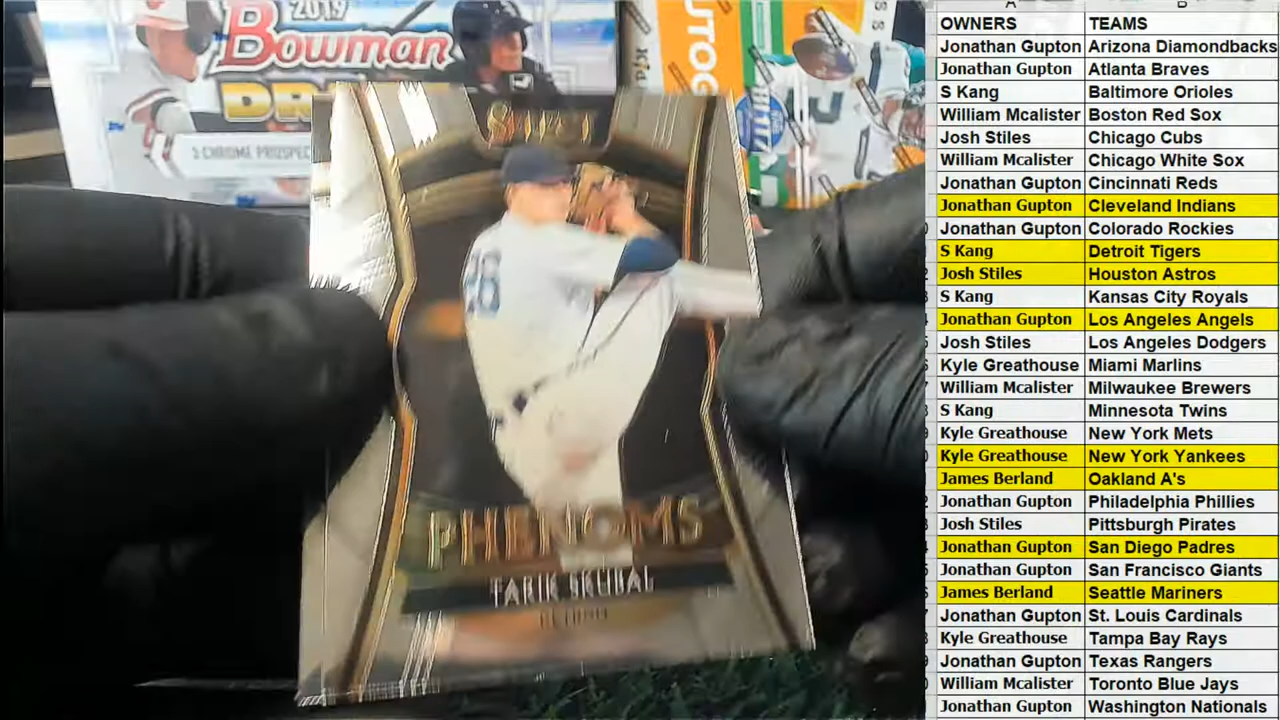 2019
Bowman
3 CHROME PROSPEC
SELECT
26
PHENOMS
TARIK SKUBAL
DETROIT
A B
OWNERS TEAMS
Jonathan Gupton Arizona Diamondbacks
Jonathan Gupton Atlanta Braves
S Kang Baltimore Orioles
William Mcalister Boston Red Sox
Josh Stiles Chicago Cubs
William Mcalister Chicago White Sox
Jonathan Gupton Cincinnati Reds
Jonathan Gupton Cleveland Indians
Jonathan Gupton Colorado Rockies
S Kang Detroit Tigers
Josh Stiles Houston Astros
S Kang Kansas City Royals
Jonathan Gupton Los Angeles Angels
Josh Stiles Los Angeles Dodgers
Kyle Greathouse Miami Marlins
William Mcalister Milwaukee Brewers
S Kang Minnesota Twins
Kyle Greathouse New York Mets
Kyle Greathouse New York Yankees
James Berland Oakland A's
Jonathan Gupton Philadelphia Phillies
Josh Stiles Pittsburgh Pirates
Jonathan Gupton San Diego Padres
Jonathan Gupton San Francisco Giants
James Berland Seattle Mariners
Jonathan Gupton St. Louis Cardinals
Kyle Greathouse Tampa Bay Rays
Jonathan Gupton Texas Rangers
William Mcalister Toronto Blue Jays
Jonathan Gupton Washington Nationals